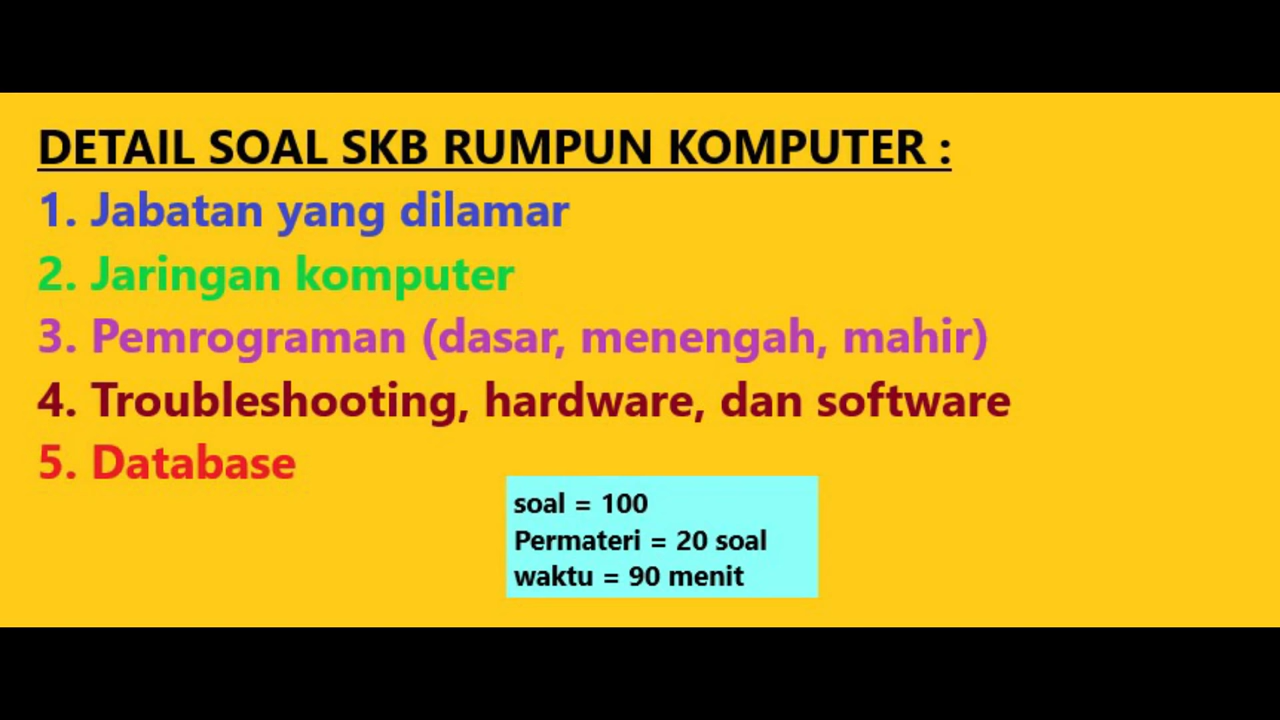 DETAIL SOAL SKB RUMPUN KOMPUTER :
1. Jabatan yang dilamar
2. Jaringan komputer
3. Pemrograman (dasar, menengah, mahir)
4. Troubleshooting, hardware, dan software
5. Database
soal = 100
Permateri = 20 soal
waktu = 90 menit